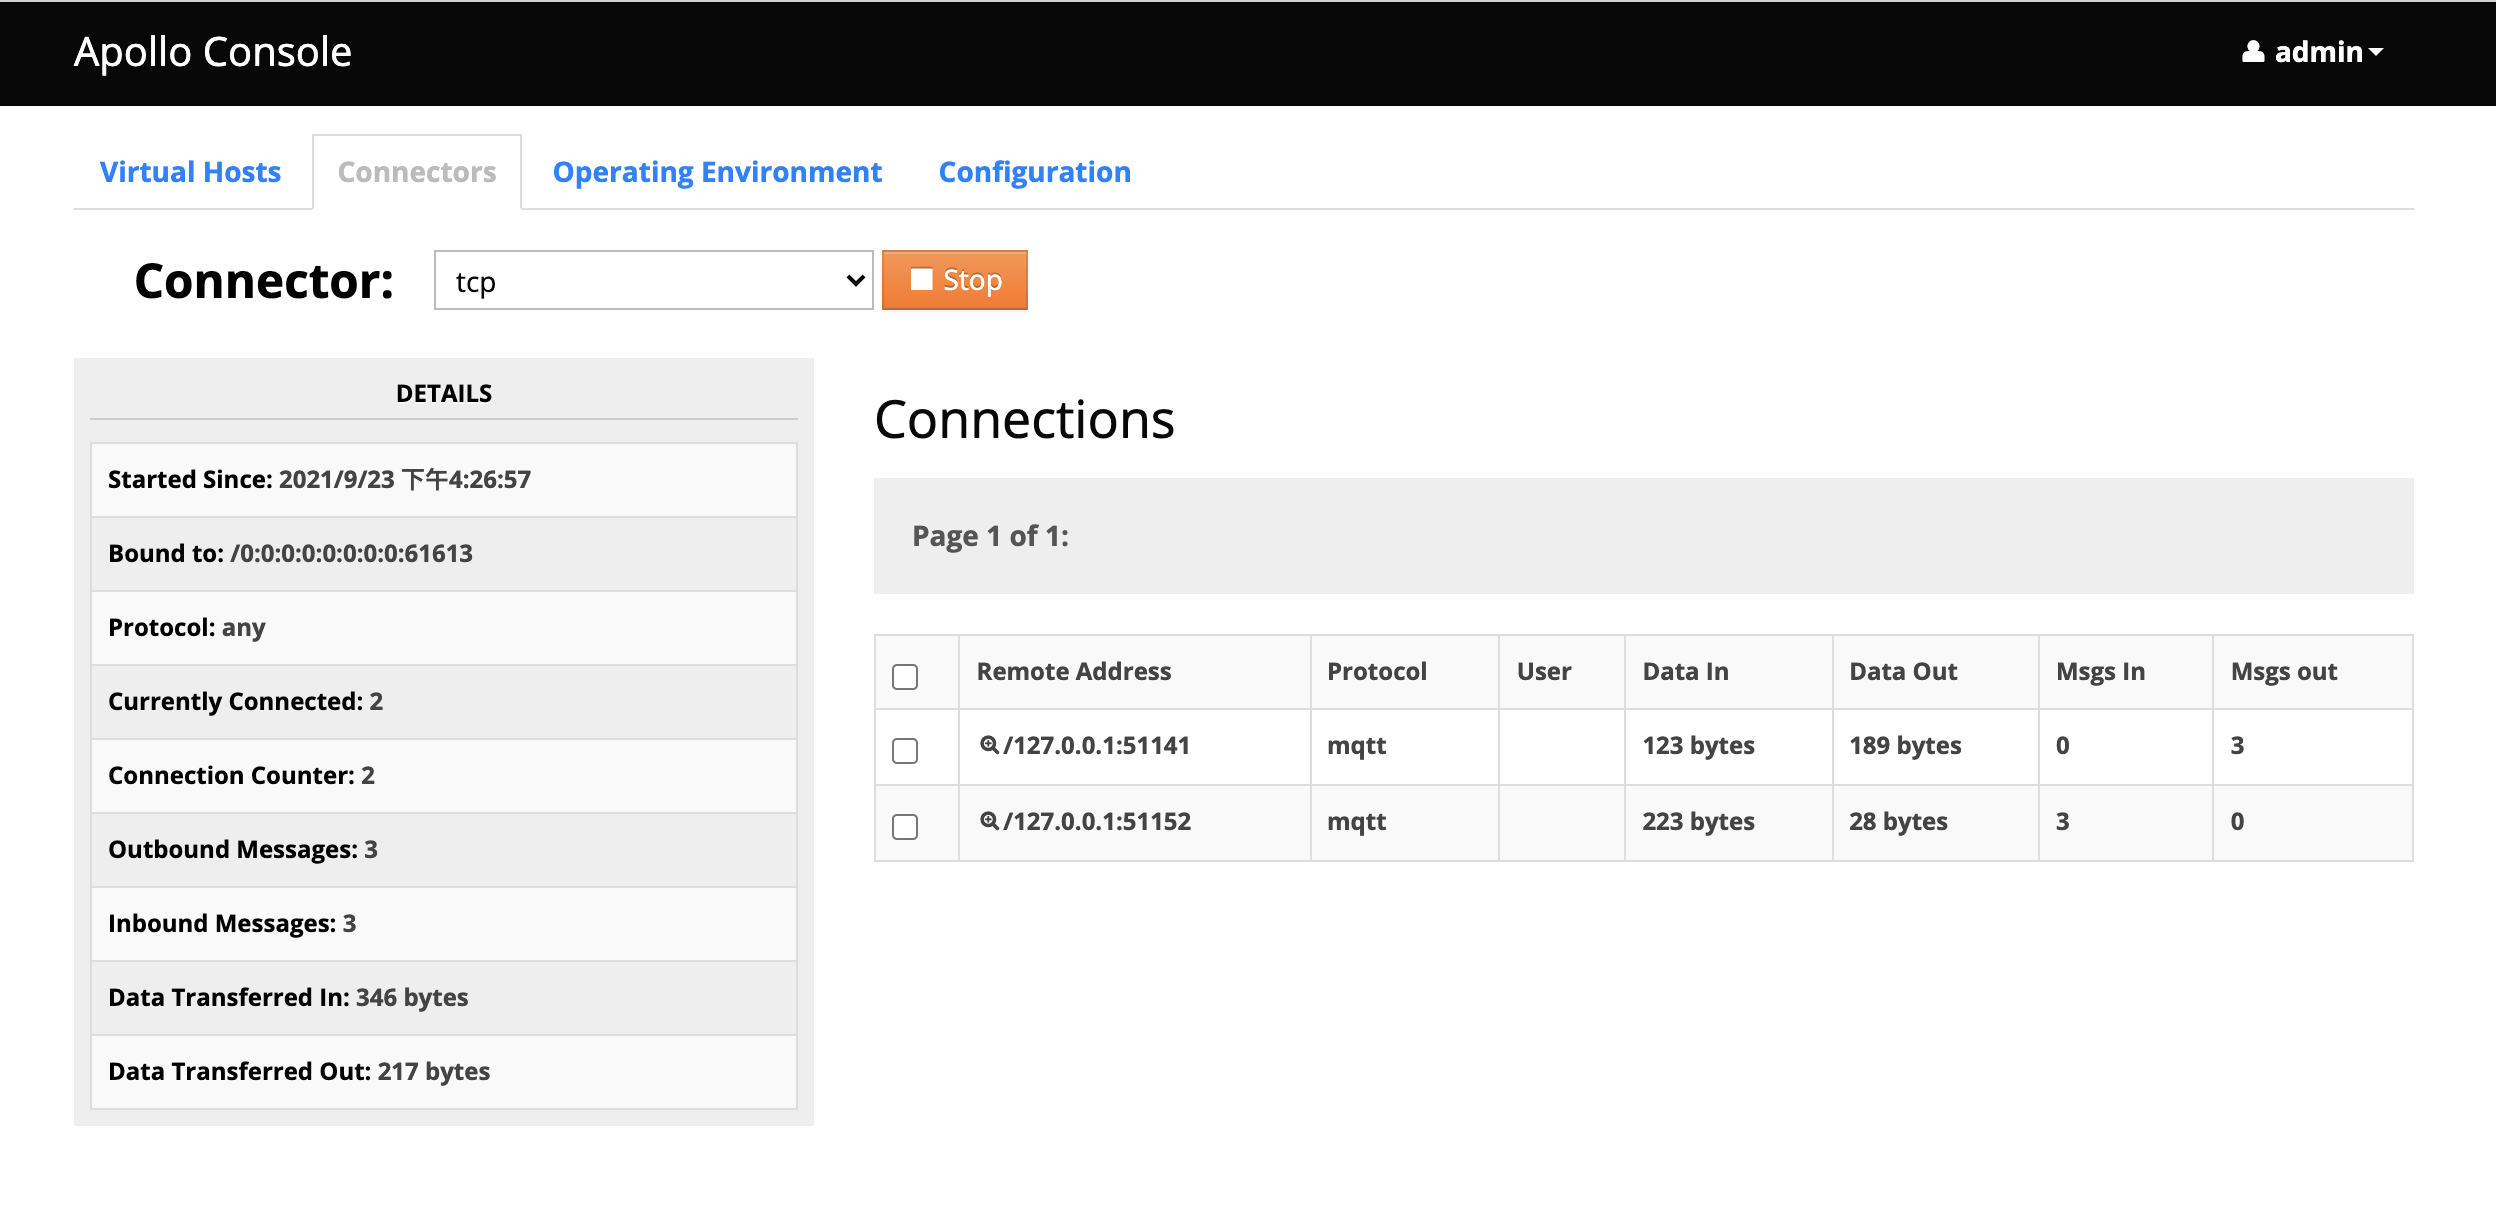 Apollo Console
admin
Virtual Hosts Connectors Operating Environment Configuration
Connector: tcp Stop
DETAILS
Started Since: 2021/9/23 下午4:26:57
Bound to: /0:0:0:0:0:0:0:0:61613
Protocol: any
Currently Connected: 2
Connection Counter: 2
Outbound Messages: 3
Inbound Messages: 3
Data Transferred In: 346 bytes
Data Transferred Out: 217 bytes
Connections
Page 1 of 1:
Remote Address Protocol User Data In Data Out Msgs In Msgs out
/127.0.0.1:51141 mqtt 123 bytes 189 bytes 0 3
/127.0.0.1:51152 mqtt 223 bytes 28 bytes 3 0